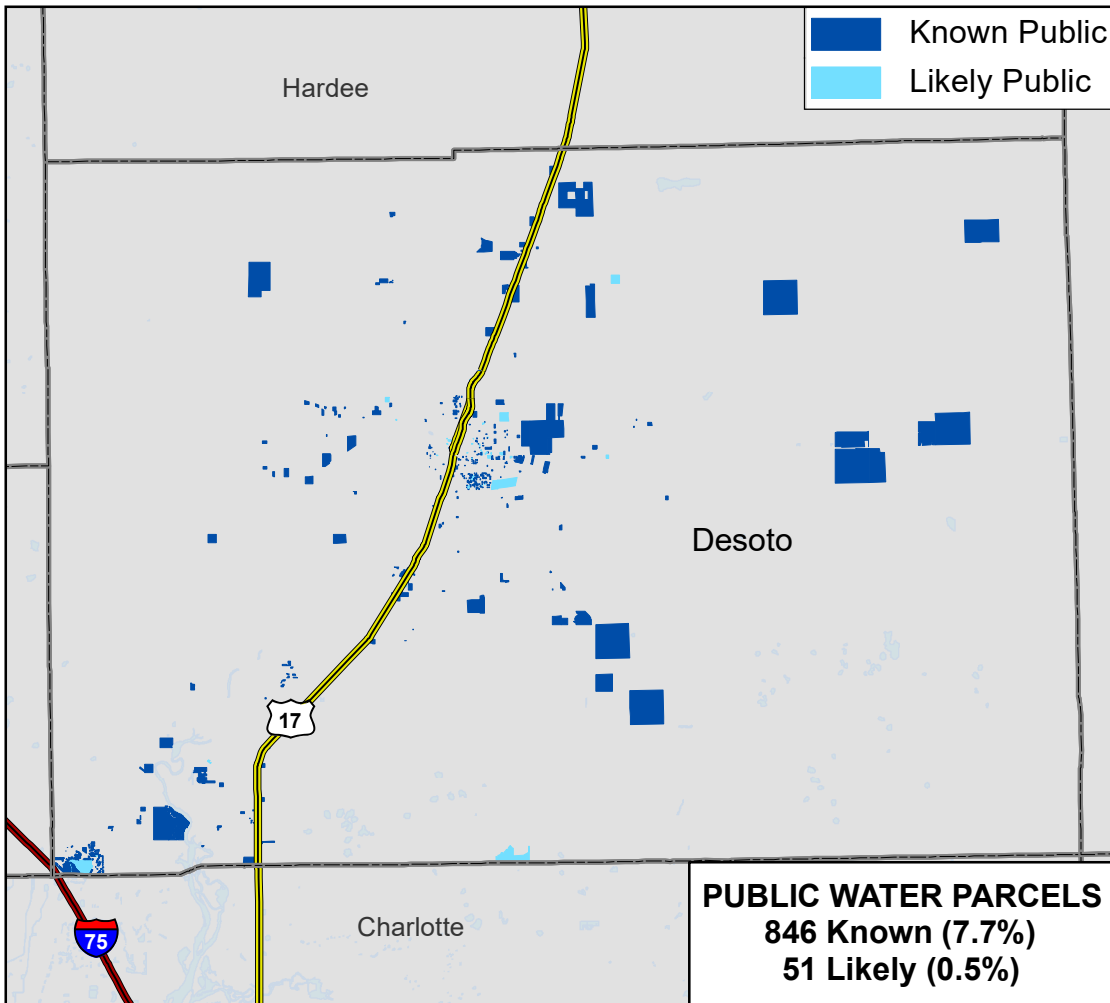 Known Public
Likely Public
Hardee
Desoto
17
75
Charlotte
PUBLIC WATER PARCELS
846 Known (7.7%)
51 Likely (0.5%)